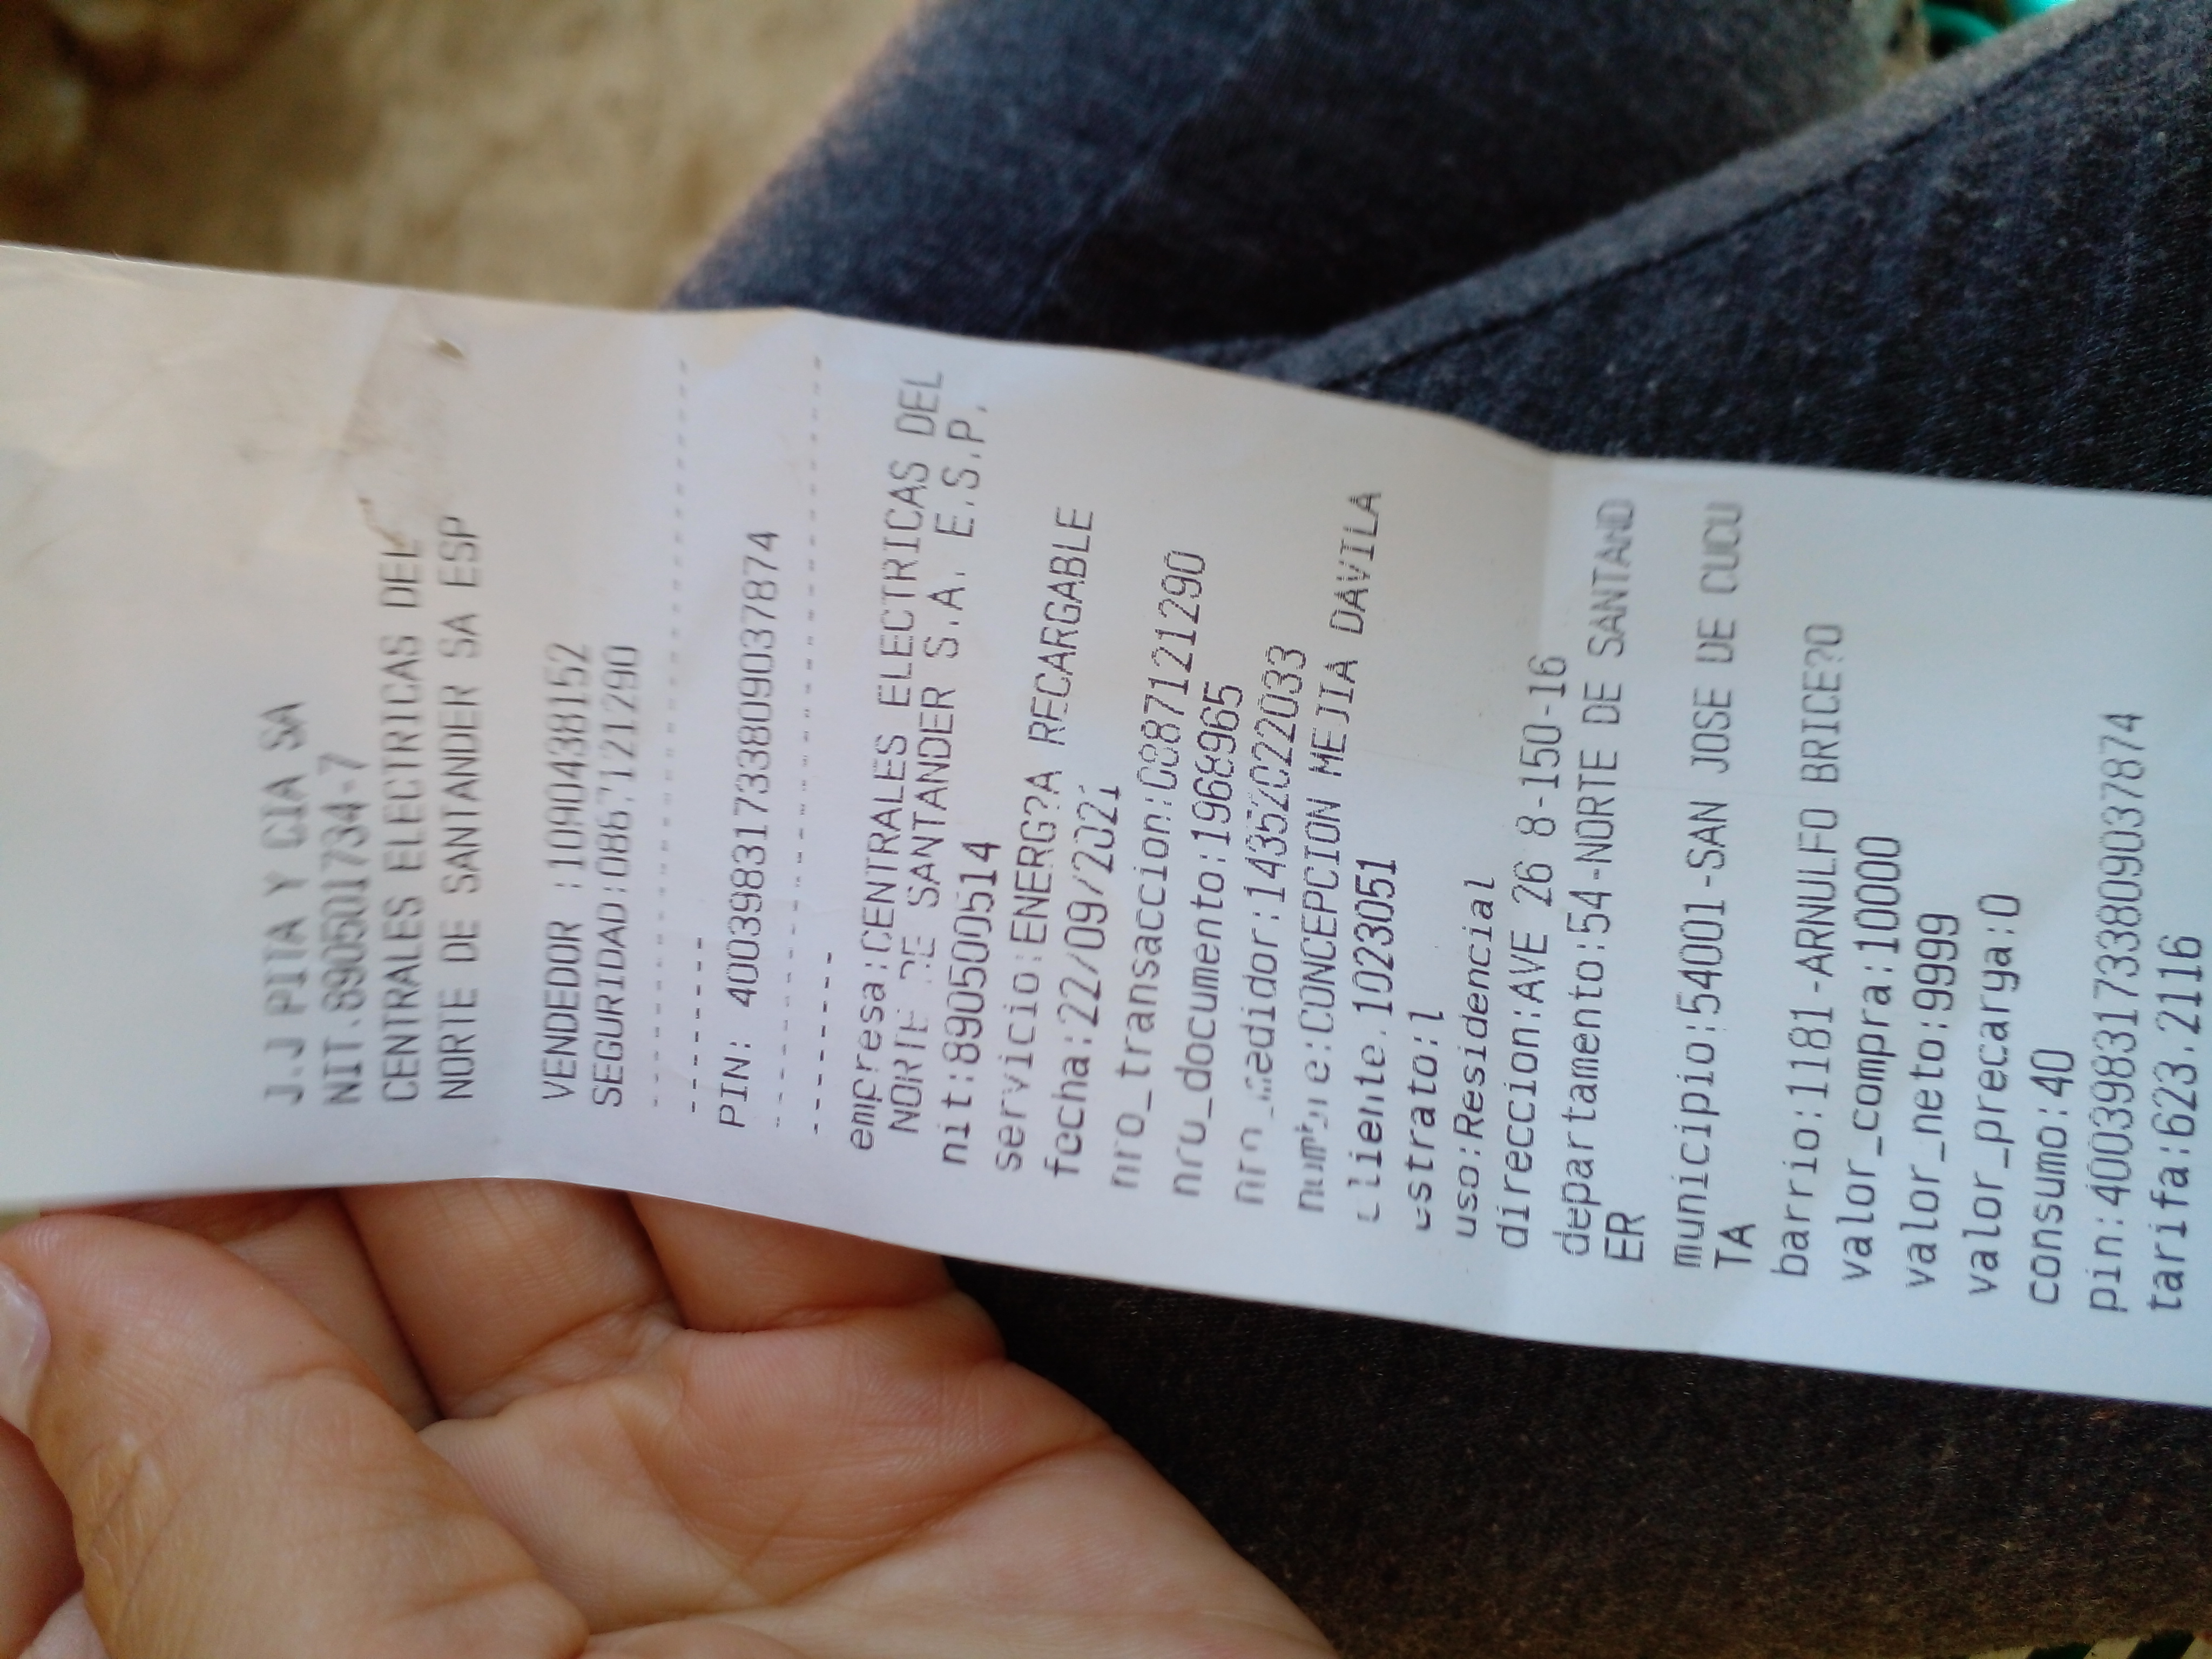 J.J PITA Y CIA SA
NIT.890501734-7
CENTRALES ELECTRICAS DEL
NORTE DE SANTANDER SA ESP
VENDEDOR :1090438152
SEGURIDAD:0887121290
--------------------------------
PIN: 40039831733809037874
--------------------------------
empresa:CENTRALES ELECTRICAS DEL
NORTE DE SANTANDER S.A. E.S.P.
nit:890500514
servicio:ENERG?A RECARGABLE
fecha:22/09/2021
nro_transaccion:0887121290
nro_documento:1968965
nro_medidor:14352022033
nombre:CONCEPCION MEJIA DAVILA
cliente:1023051
estrato:1
uso:Residencial
direccion:AVE 26 8-150-16
departamento:54-NORTE DE SANTAND
ER
municipio:54001-SAN JOSE DE CUCU
TA
barrio:1181-ARNULFO BRICE?O
valor_compra:10000
valor_neto:9999
valor_precarga:0
consumo:40
pin:40039831733809037874
tarifa:623.2116